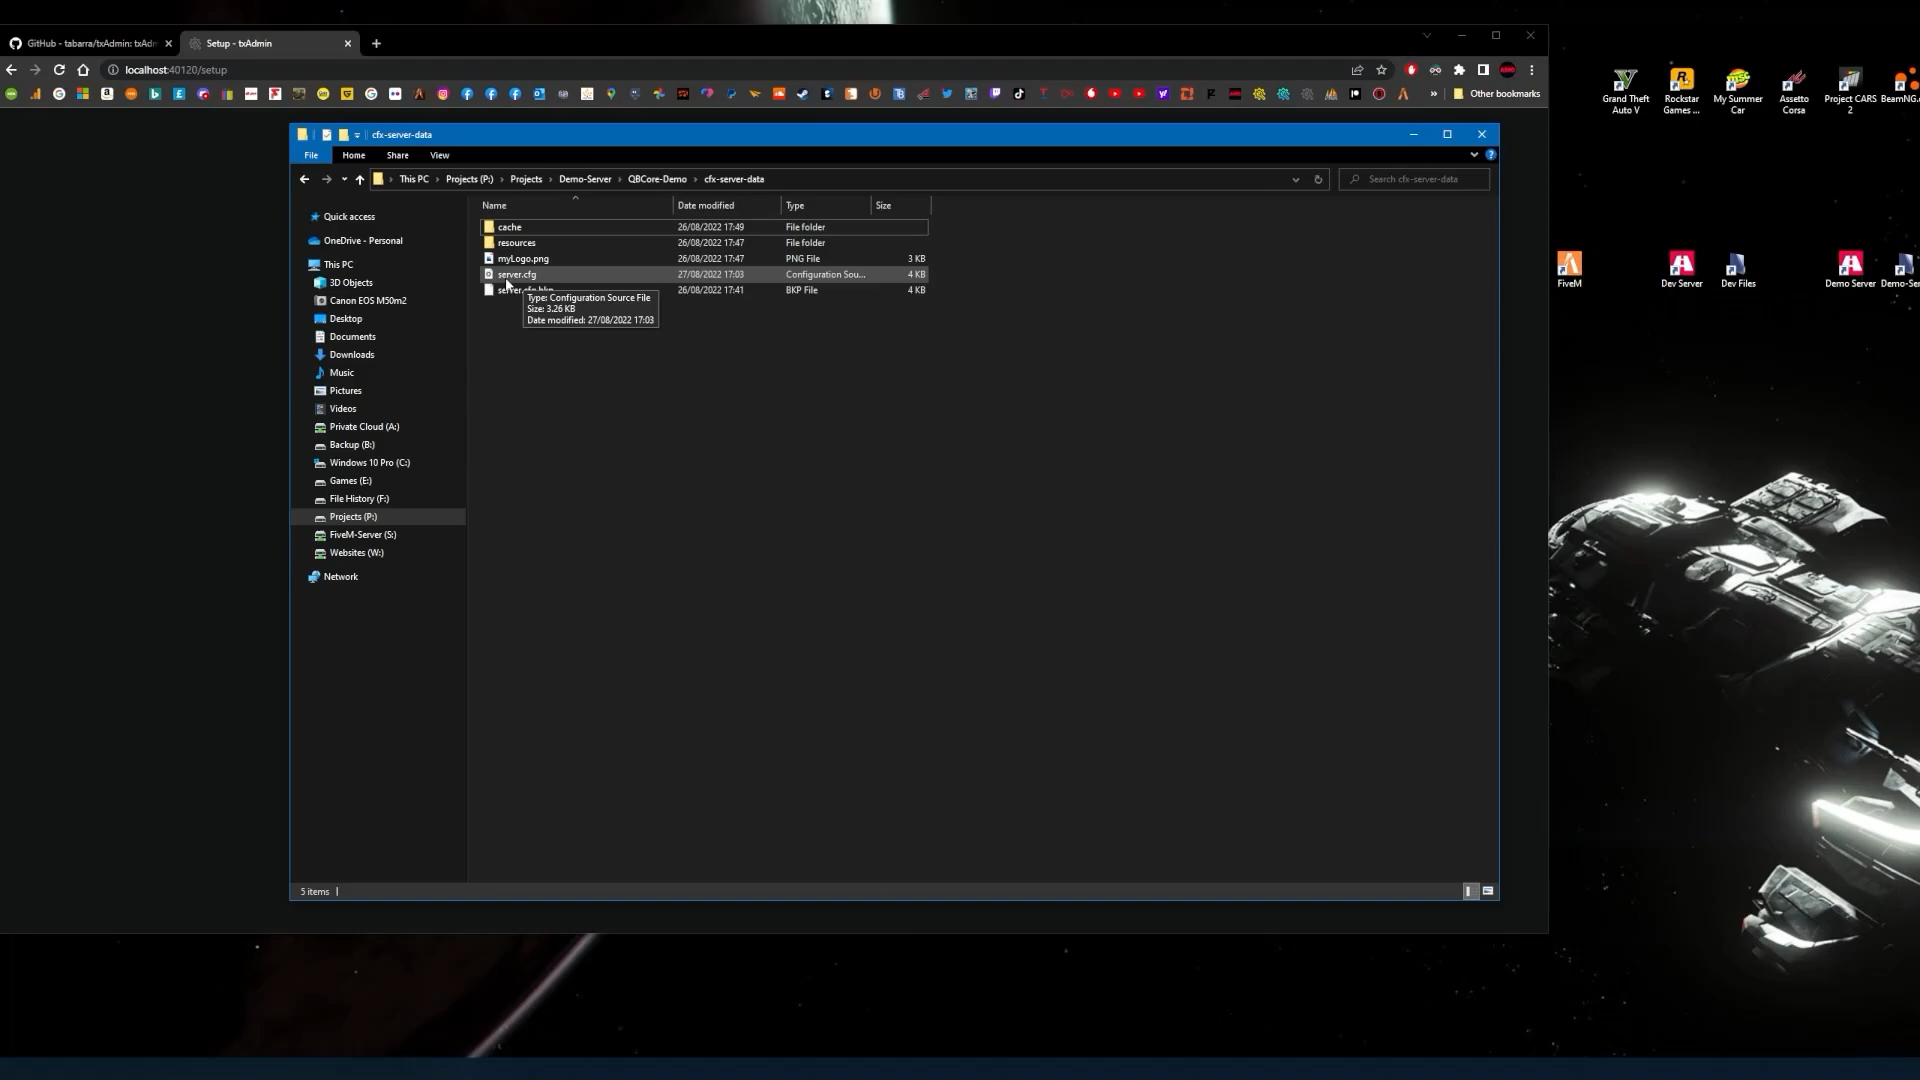 GitHub - tabarra/txAdmin: txAdm
Setup - txAdmin
localhost:40120/setup
Other bookmarks
cfx-server-data
File
Home
Share
View
This PC
Projects (P:)
Projects
Demo-Server
QBCore-Demo
cfx-server-data
Search cfx-server-data
Name
Date modified
Type
Size
cache
26/08/2022 17:49
File folder
resources
26/08/2022 17:47
File folder
myLogo.png
26/08/2022 17:47
PNG File
3 KB
server.cfg
27/08/2022 17:03
Configuration Sou...
4 KB
server.cfg.bkp
26/08/2022 17:41
BKP File
4 KB
Type: Configuration Source File
Size: 3.26 KB
Date modified: 27/08/2022 17:03
Quick access
OneDrive - Personal
This PC
3D Objects
Canon EOS M50m2
Desktop
Documents
Downloads
Music
Pictures
Videos
Private Cloud (A:)
Backup (B:)
Windows 10 Pro (C:)
Games (E:)
File History (F:)
Projects (P:)
FiveM-Server (S:)
Websites (W:)
Network
5 items
Grand Theft
Auto V
Rockstar
Games ...
My Summer
Car
Assetto
Corsa
Project CARS
2
BeamNG.
FiveM
Dev Server
Dev Files
Demo Server
Demo-Se